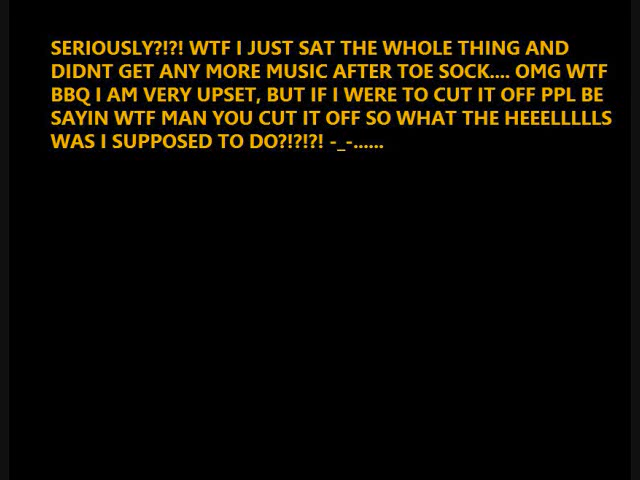 SERIOUSLY?!?! WTF I JUST SAT THE WHOLE THING AND
DIDNT GET ANY MORE MUSIC AFTER TOE SOCK.... OMG WTF
BBQ I AM VERY UPSET, BUT IF I WERE TO CUT IT OFF PPL BE
SAYIN WTF MAN YOU CUT IT OFF SO WHAT THE HEEELLLLLS
WAS I SUPPOSED TO DO?!?!?! -_-......